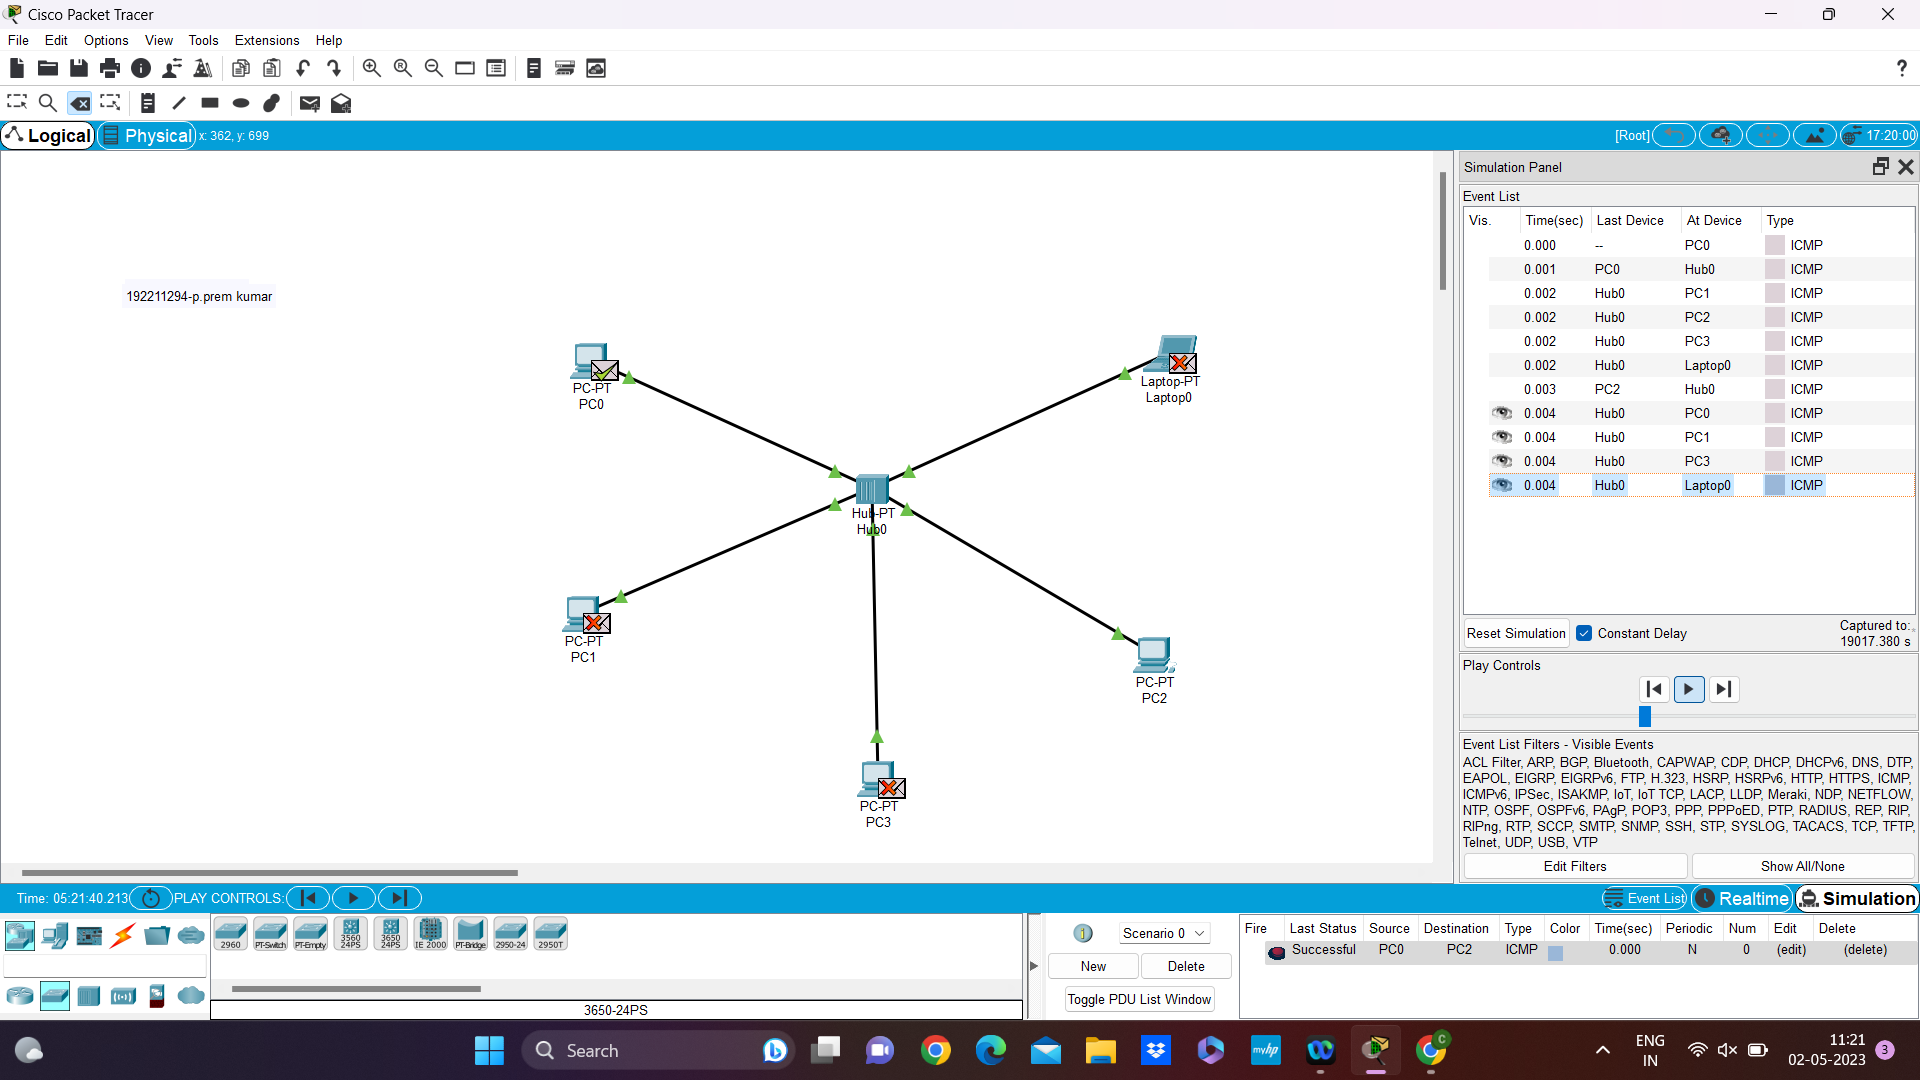 Cisco Packet Tracer
File Edit Options View Tools Extensions Help
?
Logical Physical x: 362, y: 699 [Root] 17:20:00
192211294-p.prem kumar
PC-PT
PC0
Laptop-PT
Laptop0
Hub-PT
Hub0
PC-PT
PC1
PC-PT
PC2
PC-PT
PC3
Simulation Panel
Event List
Vis. Time(sec) Last Device At Device Type
0.000 -- PC0 ICMP
0.001 PC0 Hub0 ICMP
0.002 Hub0 PC1 ICMP
0.002 Hub0 PC2 ICMP
0.002 Hub0 PC3 ICMP
0.002 Hub0 Laptop0 ICMP
0.003 PC2 Hub0 ICMP
0.004 Hub0 PC0 ICMP
0.004 Hub0 PC1 ICMP
0.004 Hub0 PC3 ICMP
0.004 Hub0 Laptop0 ICMP
Reset Simulation Constant Delay Captured to:
19017.380 s
Play Controls
Event List Filters - Visible Events
ACL Filter, ARP, BGP, Bluetooth, CAPWAP, CDP, DHCP, DHCPv6, DNS, DTP,
EAPOL, EIGRP, EIGRPv6, FTP, H.323, HSRP, HSRPv6, HTTP, HTTPS, ICMP,
ICMPv6, IPSec, ISAKMP, IoT, IoT TCP, LACP, LLDP, Meraki, NDP, NETFLOW,
NTP, OSPF, OSPFv6, PAgP, POP3, PPP, PPPoED, PTP, RADIUS, REP, RIP,
RIPng, RTP, SCCP, SMTP, SNMP, SSH, STP, SYSLOG, TACACS, TCP, TFTP,
Telnet, UDP, USB, VTP
Edit Filters Show All/None
Time: 05:21:40.213 PLAY CONTROLS: Event List Realtime Simulation
2960 PT-Switch PT-Empty 3560 24PS 3650 24PS IE 2000 PT-Bridge 2950-24 2950T
3650-24PS
1 Scenario 0
New Delete
Toggle PDU List Window
Fire Last Status Source Destination Type Color Time(sec) Periodic Num Edit Delete
Successful PC0 PC2 ICMP 0.000 N 0 (edit) (delete)
Search
myhp
C
ENG
IN
11:21
02-05-2023
3